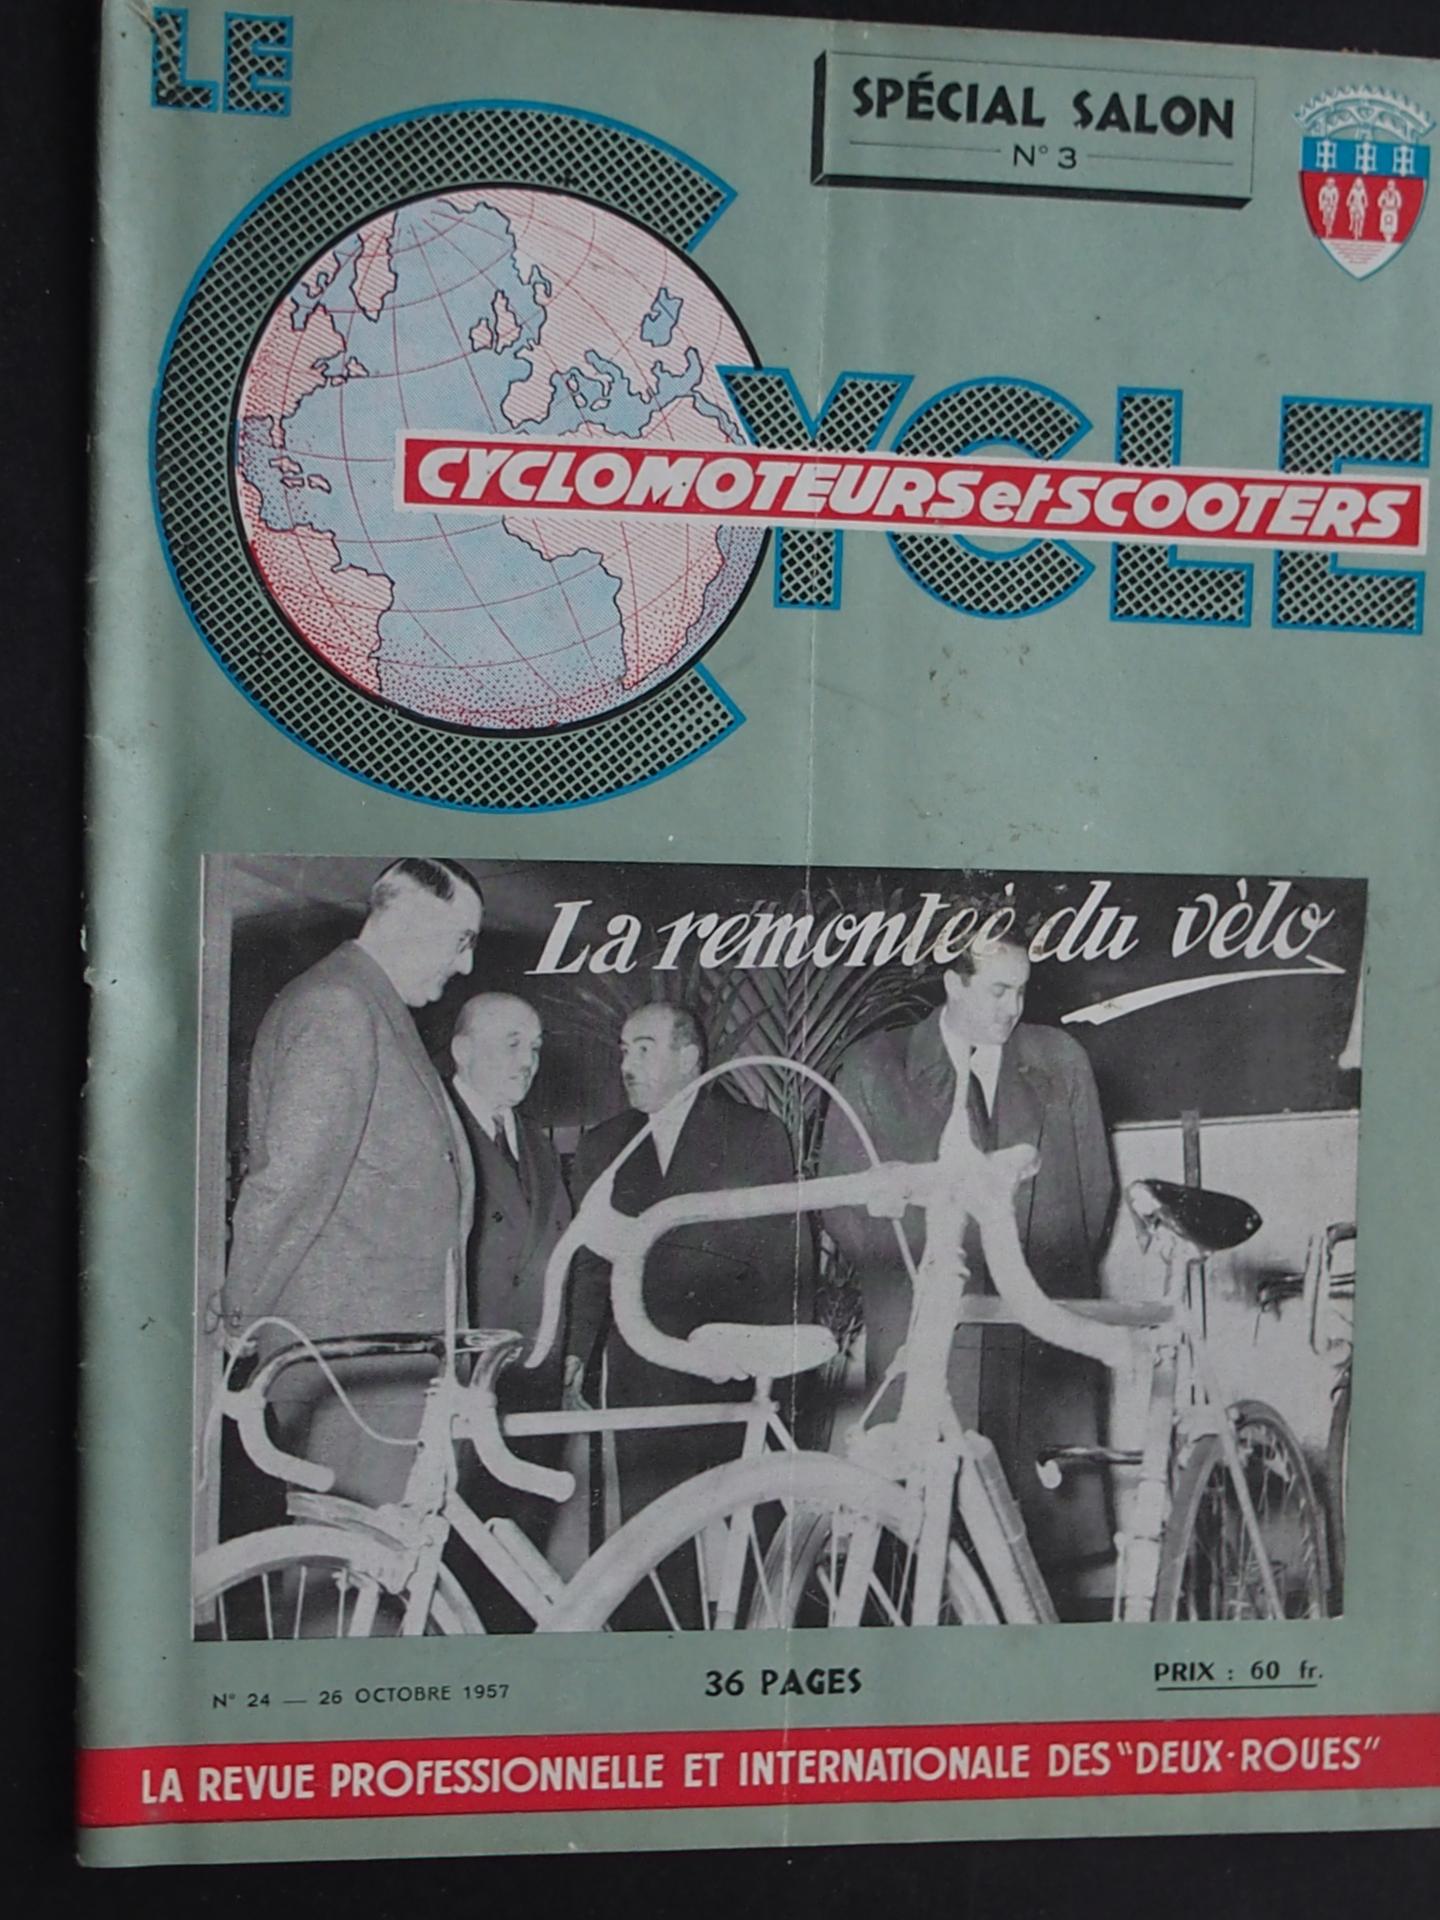 LE
CYCLE
SPÉCIAL SALON
N° 3
CYCLOMOTEURS et SCOOTERS
La remontée du vélo
N° 24 — 26 OCTOBRE 1957
36 PAGES
PRIX : 60 fr.
LA REVUE PROFESSIONNELLE ET INTERNATIONALE DES "DEUX-ROUES"